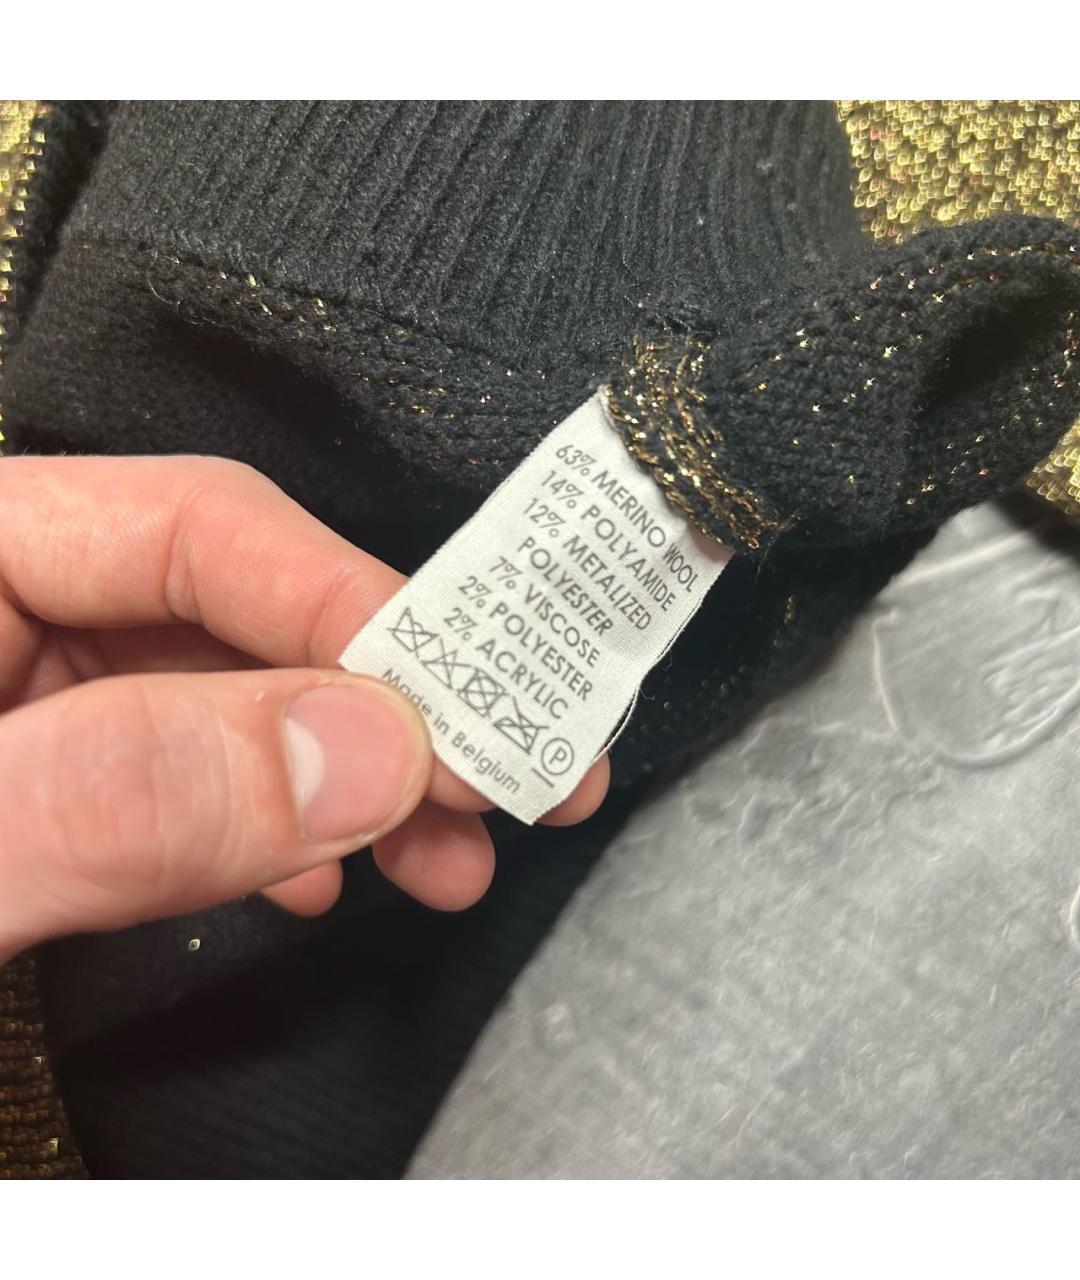 63% MERINO WOOL
14% POLYAMIDE
12% METALIZED
POLYESTER
7% VISCOSE
2% POLYESTER
2% ACRYLIC
P
Made in Belgium